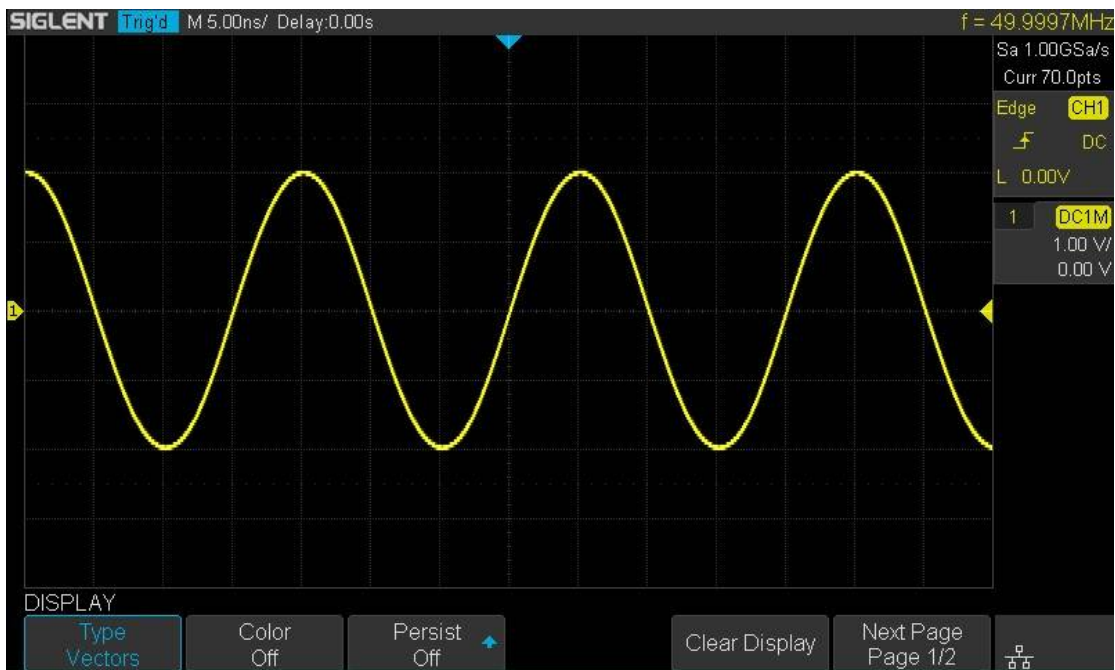 SIGLENT Trig'd M 5.00ns/ Delay:0.00s f = 49.9997MHz
Sa 1.00GSa/s
Curr 70.0pts
Edge CH1
DC
L 0.00V
1 DC1M
1.00 V/
0.00 V
1
DISPLAY
Type
Vectors
Color
Off
Persist
Off
Clear Display
Next Page
Page 1/2